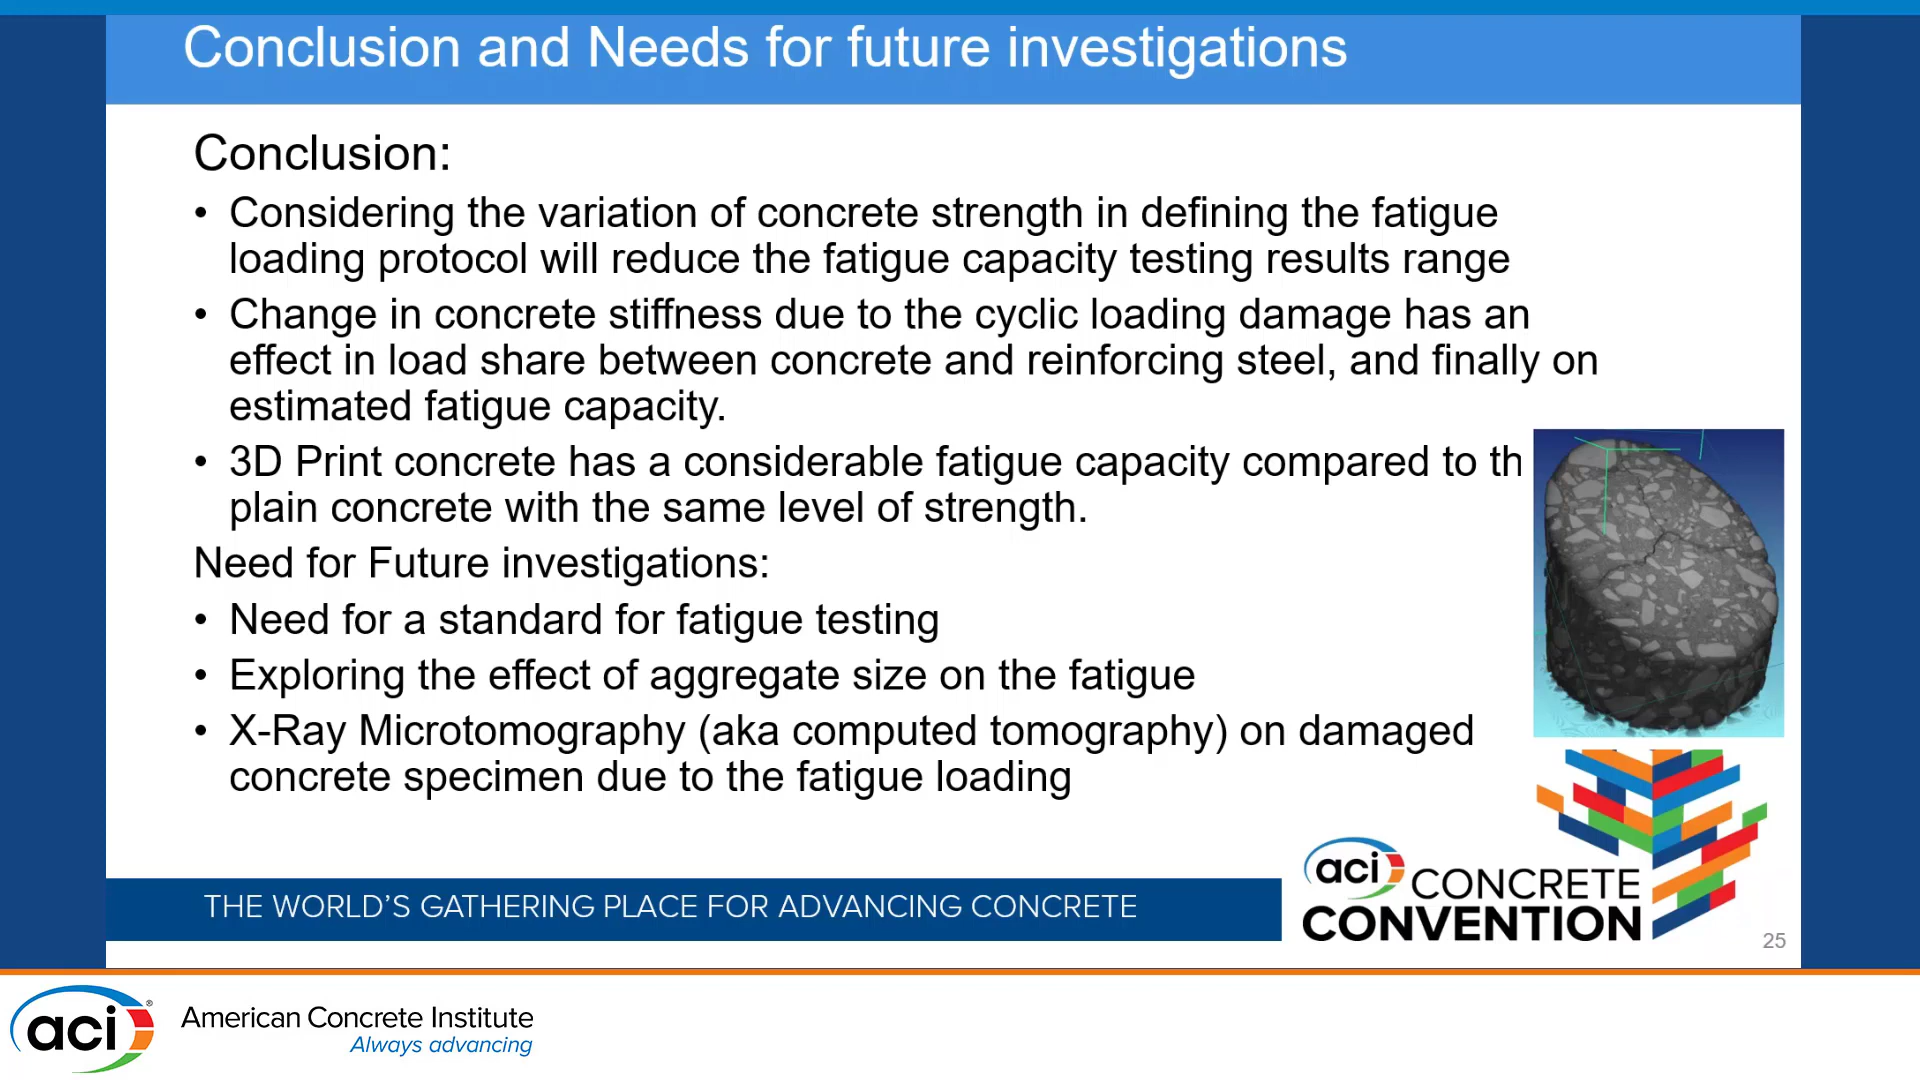 Conclusion and Needs for future investigations
Conclusion:
• Considering the variation of concrete strength in defining the fatigue
loading protocol will reduce the fatigue capacity testing results range
• Change in concrete stiffness due to the cyclic loading damage has an
effect in load share between concrete and reinforcing steel, and finally on
estimated fatigue capacity.
• 3D Print concrete has a considerable fatigue capacity compared to th
plain concrete with the same level of strength.
Need for Future investigations:
• Need for a standard for fatigue testing
• Exploring the effect of aggregate size on the fatigue
• X-Ray Microtomography (aka computed tomography) on damaged
concrete specimen due to the fatigue loading
THE WORLD'S GATHERING PLACE FOR ADVANCING CONCRETE
aci CONCRETE
CONVENTION
25
aci®
American Concrete Institute
Always advancing